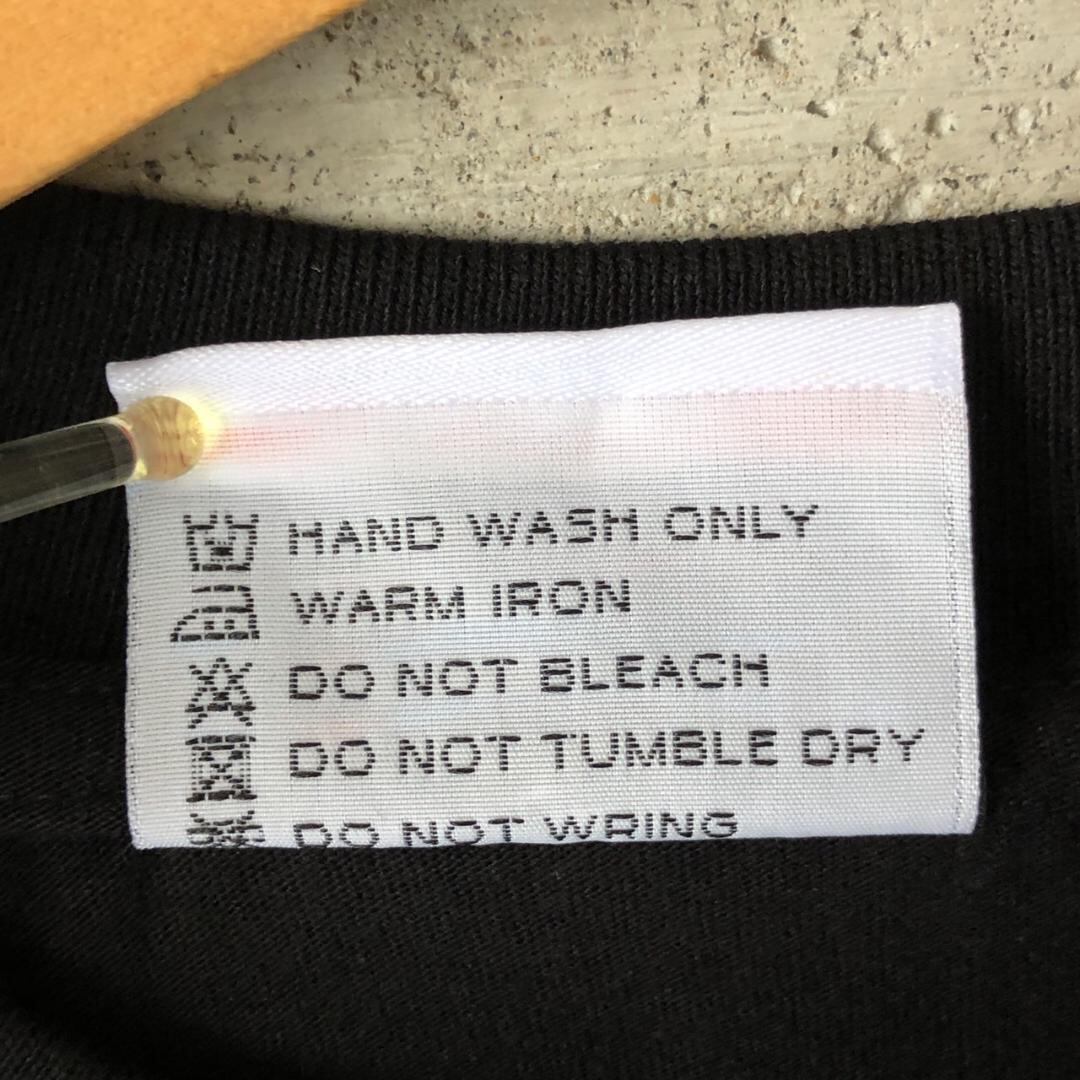 HAND WASH ONLY
WARM IRON
DO NOT BLEACH
DO NOT TUMBLE DRY
DO NOT WRING